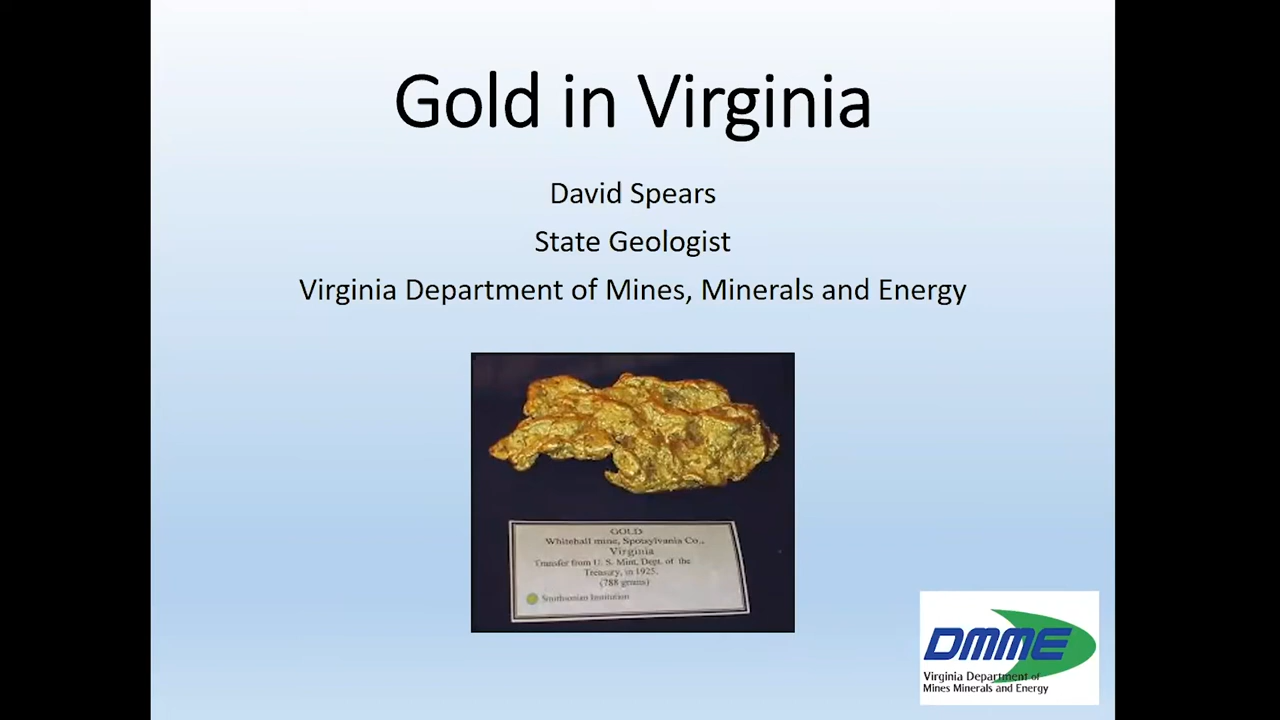 Gold in Virginia
David Spears
State Geologist
Virginia Department of Mines, Minerals and Energy
GOLD
Whitehall mine, Spotsylvania Co.,
Virginia
Transfer from U. S. Mint, Dept. of the
Treasury, in 1925.
(788 grams)
Smithsonian Institution
DMME
Virginia Department of
Mines Minerals and Energy